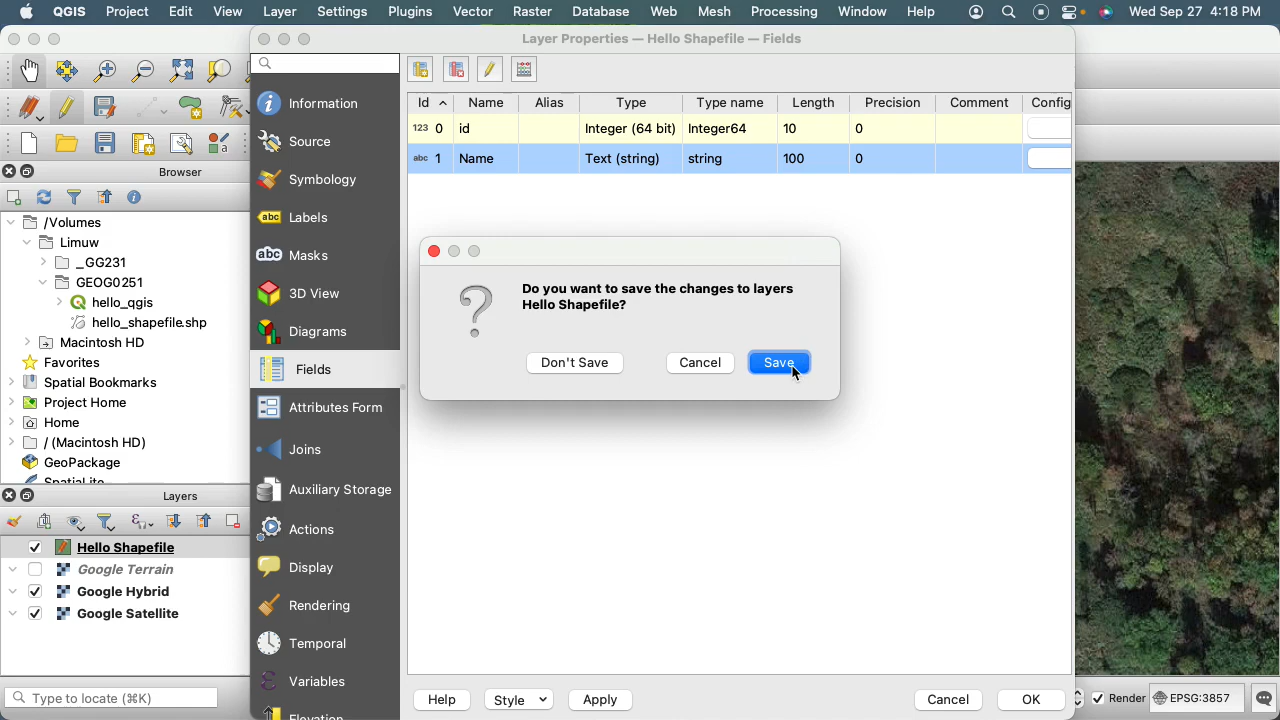 QGIS Project Edit View Layer Settings Plugins Vector Raster Database Web Mesh Processing Window Help Wed Sep 27 4:18 PM
Layer Properties — Hello Shapefile — Fields
Browser
/Volumes
Limuw
_GG231
GEOG0251
hello_qgis
hello_shapefile.shp
Macintosh HD
Favorites
Spatial Bookmarks
Project Home
Home
/ (Macintosh HD)
GeoPackage
SpatiaLite
Layers
Hello Shapefile
Google Terrain
Google Hybrid
Google Satellite
Type to locate (⌘K)
Information
Source
Symbology
abc Labels
abc Masks
3D View
Diagrams
Fields
Attributes Form
Joins
Auxiliary Storage
Actions
Display
Rendering
Temporal
ε Variables
Elevation
Id Name Alias Type Type name Length Precision Comment Config
123 0 id Integer (64 bit) Integer64 10 0
abc 1 Name Text (string) string 100 0
Do you want to save the changes to layers
Hello Shapefile?
Don't Save Cancel Save
Help Style Apply Cancel OK
Render EPSG:3857